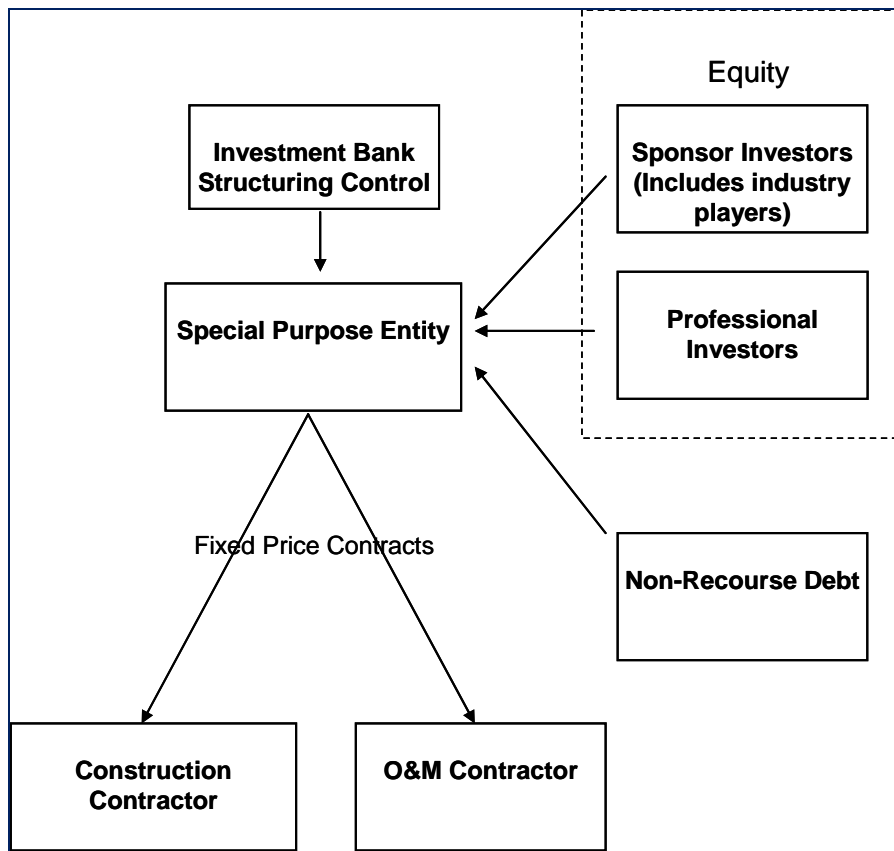 Equity
Investment Bank
Structuring Control
Sponsor Investors
(Includes industry
players)
Special Purpose Entity
Professional
Investors
Fixed Price Contracts
Non-Recourse Debt
Construction
Contractor
O&M Contractor